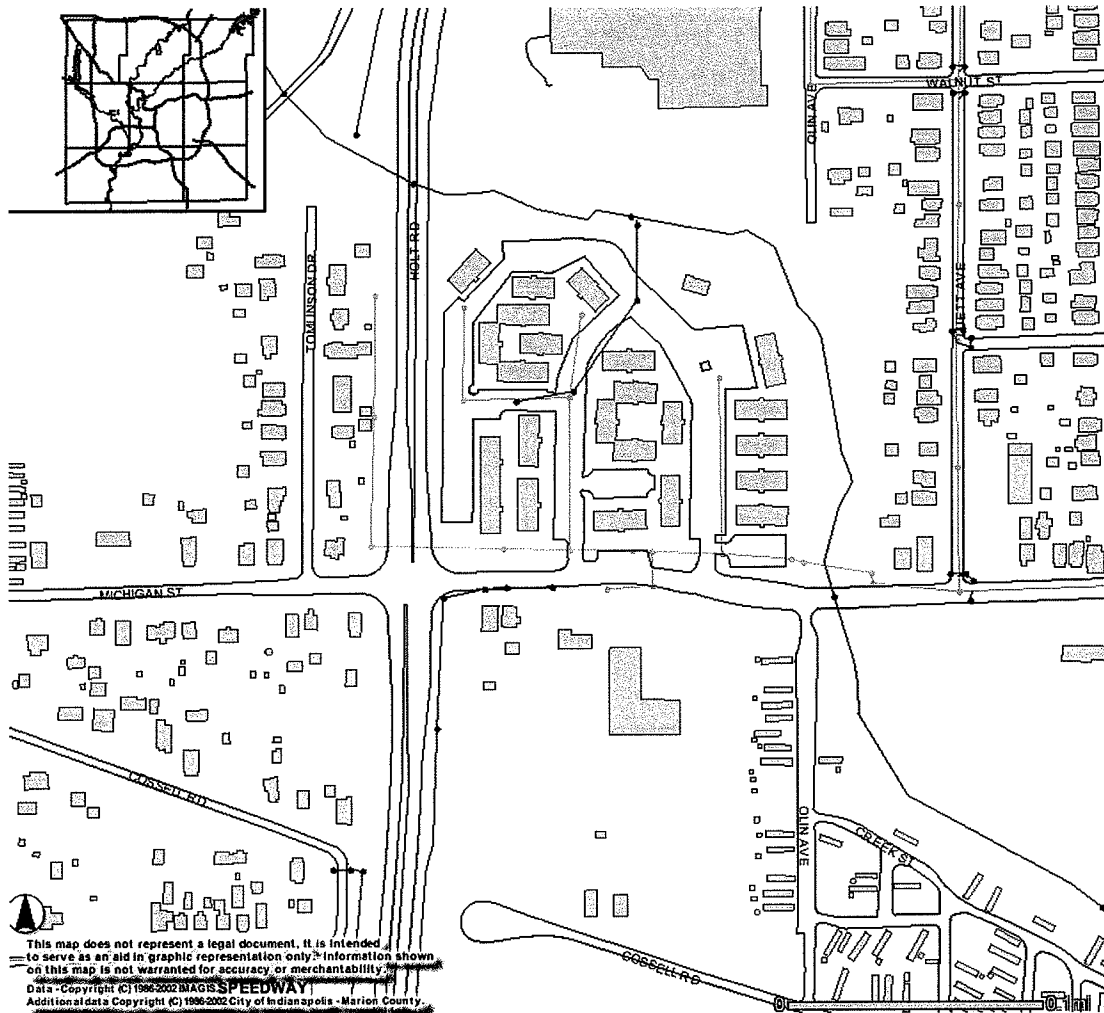 WALNUT ST
OLIN AVE
HOLT RD
TOMLINSON DR
JETT AVE
MICHIGAN ST
COSSELL RD
OLIN AVE
CREEK ST
COSSELL RD
This map does not represent a legal document, It is Intended
to serve as an aid in graphic representation only. Information shown
on this map is not warranted for accuracy or merchantability.
Data - Copyright (C) 1986-2002 IMAGIS SPEEDWAY
Additional data Copyright (C) 1986-2002 City of Indianapolis - Marion County.
0 0.1mi